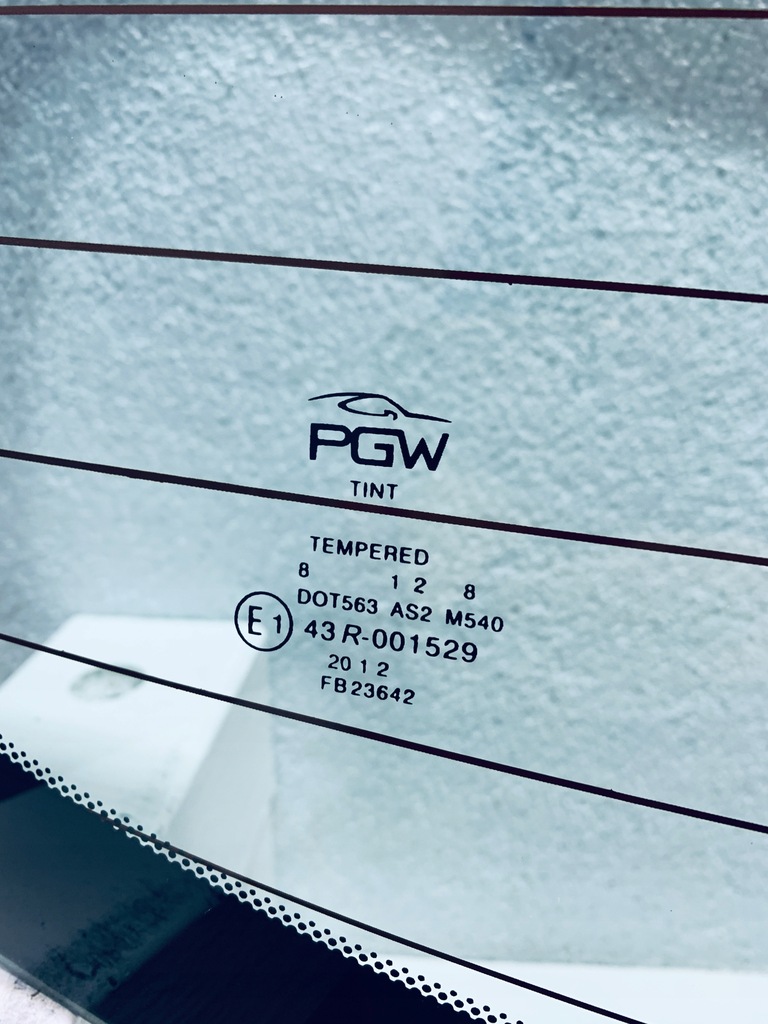 PGW
TINT
TEMPERED
8 1 2 8
DOT563 AS2 M540
E1 43R-001529
2012
FB23642